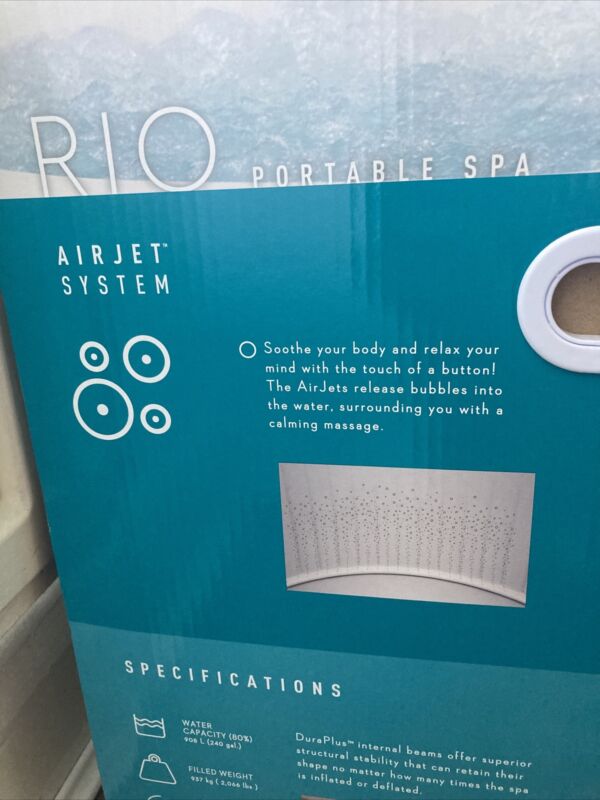 RIO PORTABLE SPA
AIRJET™
SYSTEM
Soothe your body and relax your
mind with the touch of a button!
The AirJets release bubbles into
the water, surrounding you with a
calming massage.
SPECIFICATIONS
WATER
CAPACITY (80%)
908 L (240 gal.)
FILLED WEIGHT
937 kg ( 2,066 lbs )
DuraPlus™ internal beams offer superior
structural stability that can retain their
shape no matter how many times the spa
is inflated or deflated.